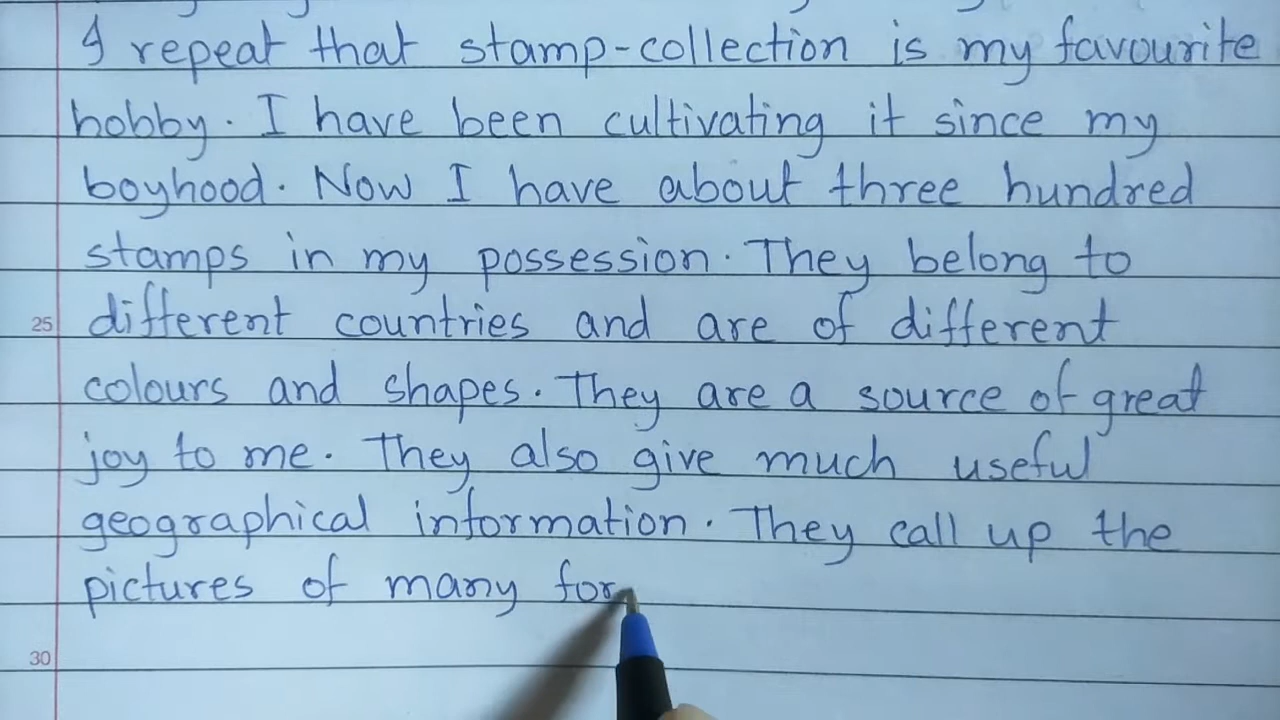 I repeat that stamp-collection is my favourite
hobby. I have been cultivating it since my
boyhood. Now I have about three hundred
stamps in my possession. They belong to
25 different countries and are of different
colours and shapes. They are a source of great
joy to me. They also give much useful
geographical information. They call up the
pictures of many for
30